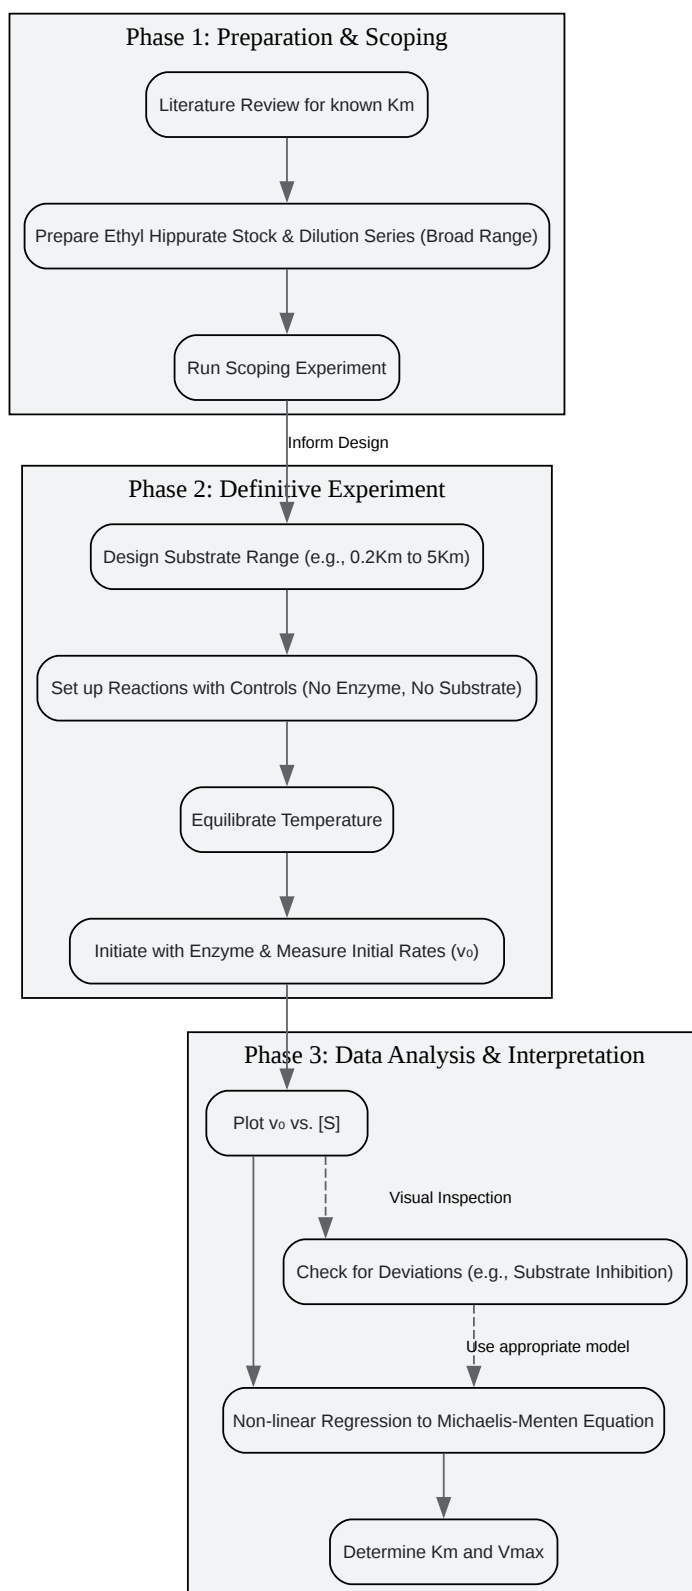 Phase 1: Preparation & Scoping
Literature Review for known Km
Prepare Ethyl Hippurate Stock & Dilution Series (Broad Range)
Run Scoping Experiment
Inform Design
Phase 2: Definitive Experiment
Design Substrate Range (e.g., 0.2Km to 5Km)
Set up Reactions with Controls (No Enzyme, No Substrate)
Equilibrate Temperature
Initiate with Enzyme & Measure Initial Rates (v₀)
Phase 3: Data Analysis & Interpretation
Plot v₀ vs. [S]
Visual Inspection
Check for Deviations (e.g., Substrate Inhibition)
Use appropriate model
Non-linear Regression to Michaelis-Menten Equation
Determine Km and Vmax